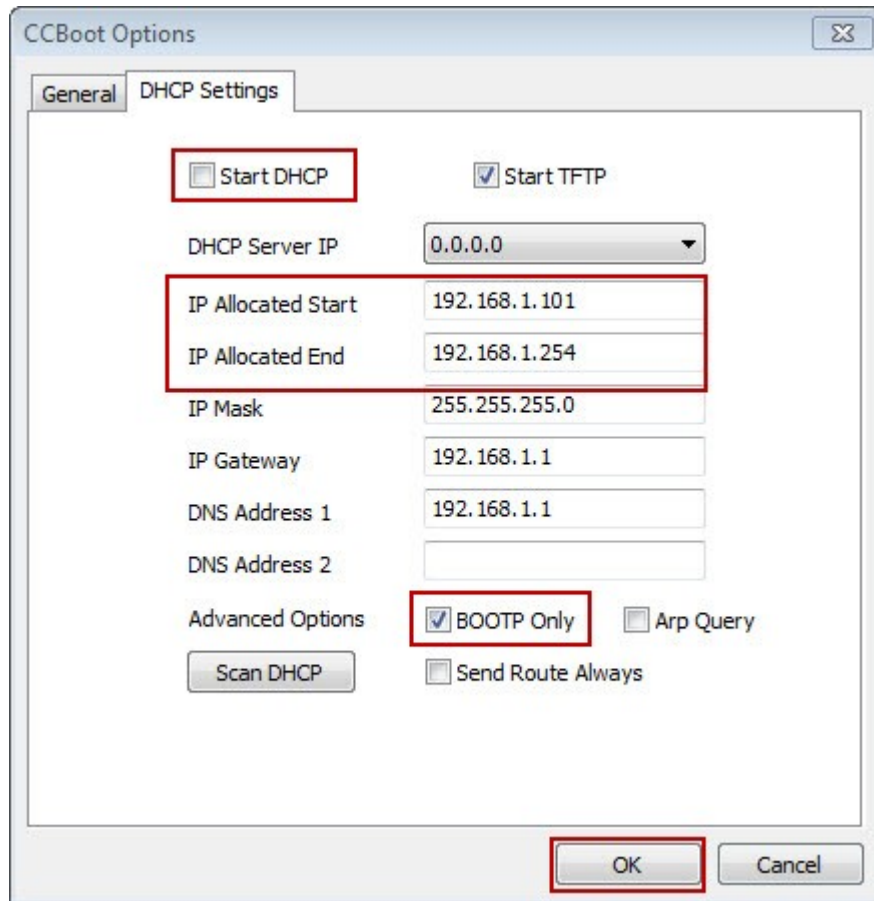 CCBoot Options
General DHCP Settings
Start DHCP Start TFTP
DHCP Server IP 0.0.0.0
IP Allocated Start 192.168.1.101
IP Allocated End 192.168.1.254
IP Mask 255.255.255.0
IP Gateway 192.168.1.1
DNS Address 1 192.168.1.1
DNS Address 2
Advanced Options BOOTP Only Arp Query
Scan DHCP Send Route Always
OK Cancel